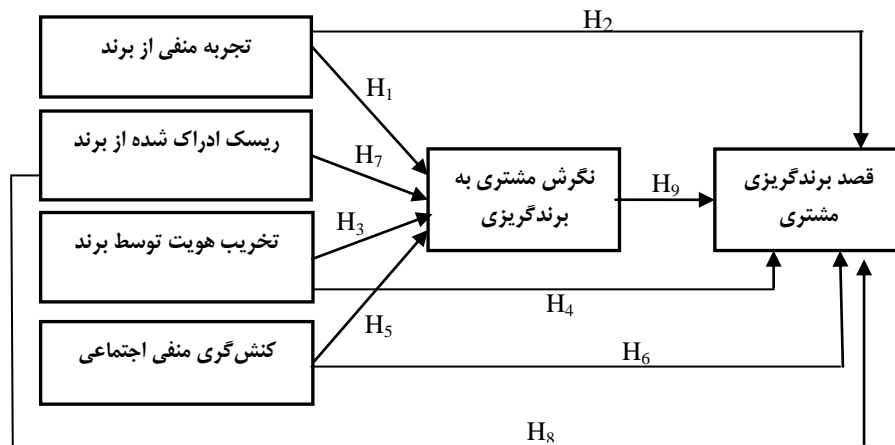 H₂
تجربه منفی از برند
H₁
ریسک ادراک شده از برند
H₇
نگرش مشتری به
برندگریزی
H₉
قصد برندگریزی
مشتری
H₃
تخریب هویت توسط برند
H₄
H₅
کنش‌گری منفی اجتماعی
H₆
H₈